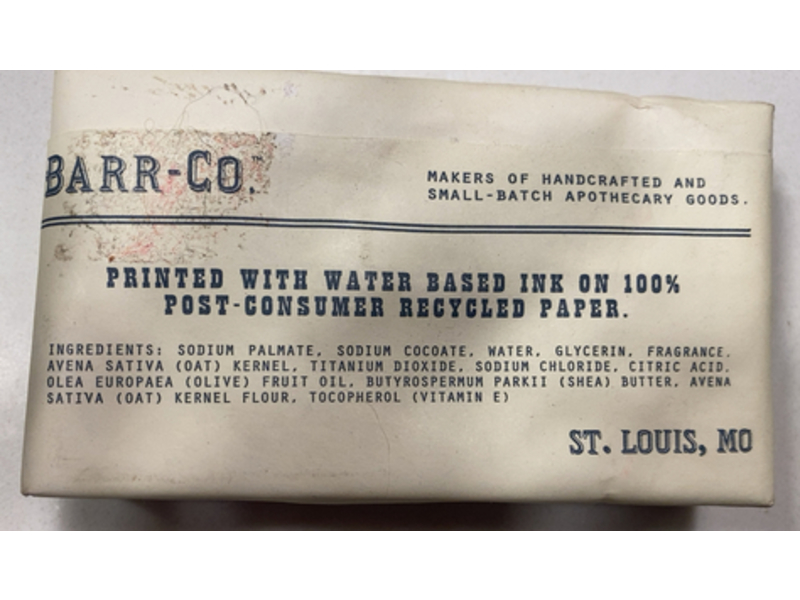 BARR-CO.™
MAKERS OF HANDCRAFTED AND
SMALL-BATCH APOTHECARY GOODS.
PRINTED WITH WATER BASED INK ON 100%
POST-CONSUMER RECYCLED PAPER.
INGREDIENTS: SODIUM PALMATE, SODIUM COCOATE, WATER, GLYCERIN, FRAGRANCE,
AVENA SATIVA (OAT) KERNEL, TITANIUM DIOXIDE, SODIUM CHLORIDE, CITRIC ACID,
OLEA EUROPAEA (OLIVE) FRUIT OIL, BUTYROSPERMUM PARKII (SHEA) BUTTER, AVENA
SATIVA (OAT) KERNEL FLOUR, TOCOPHEROL (VITAMIN E)
ST. LOUIS, MO